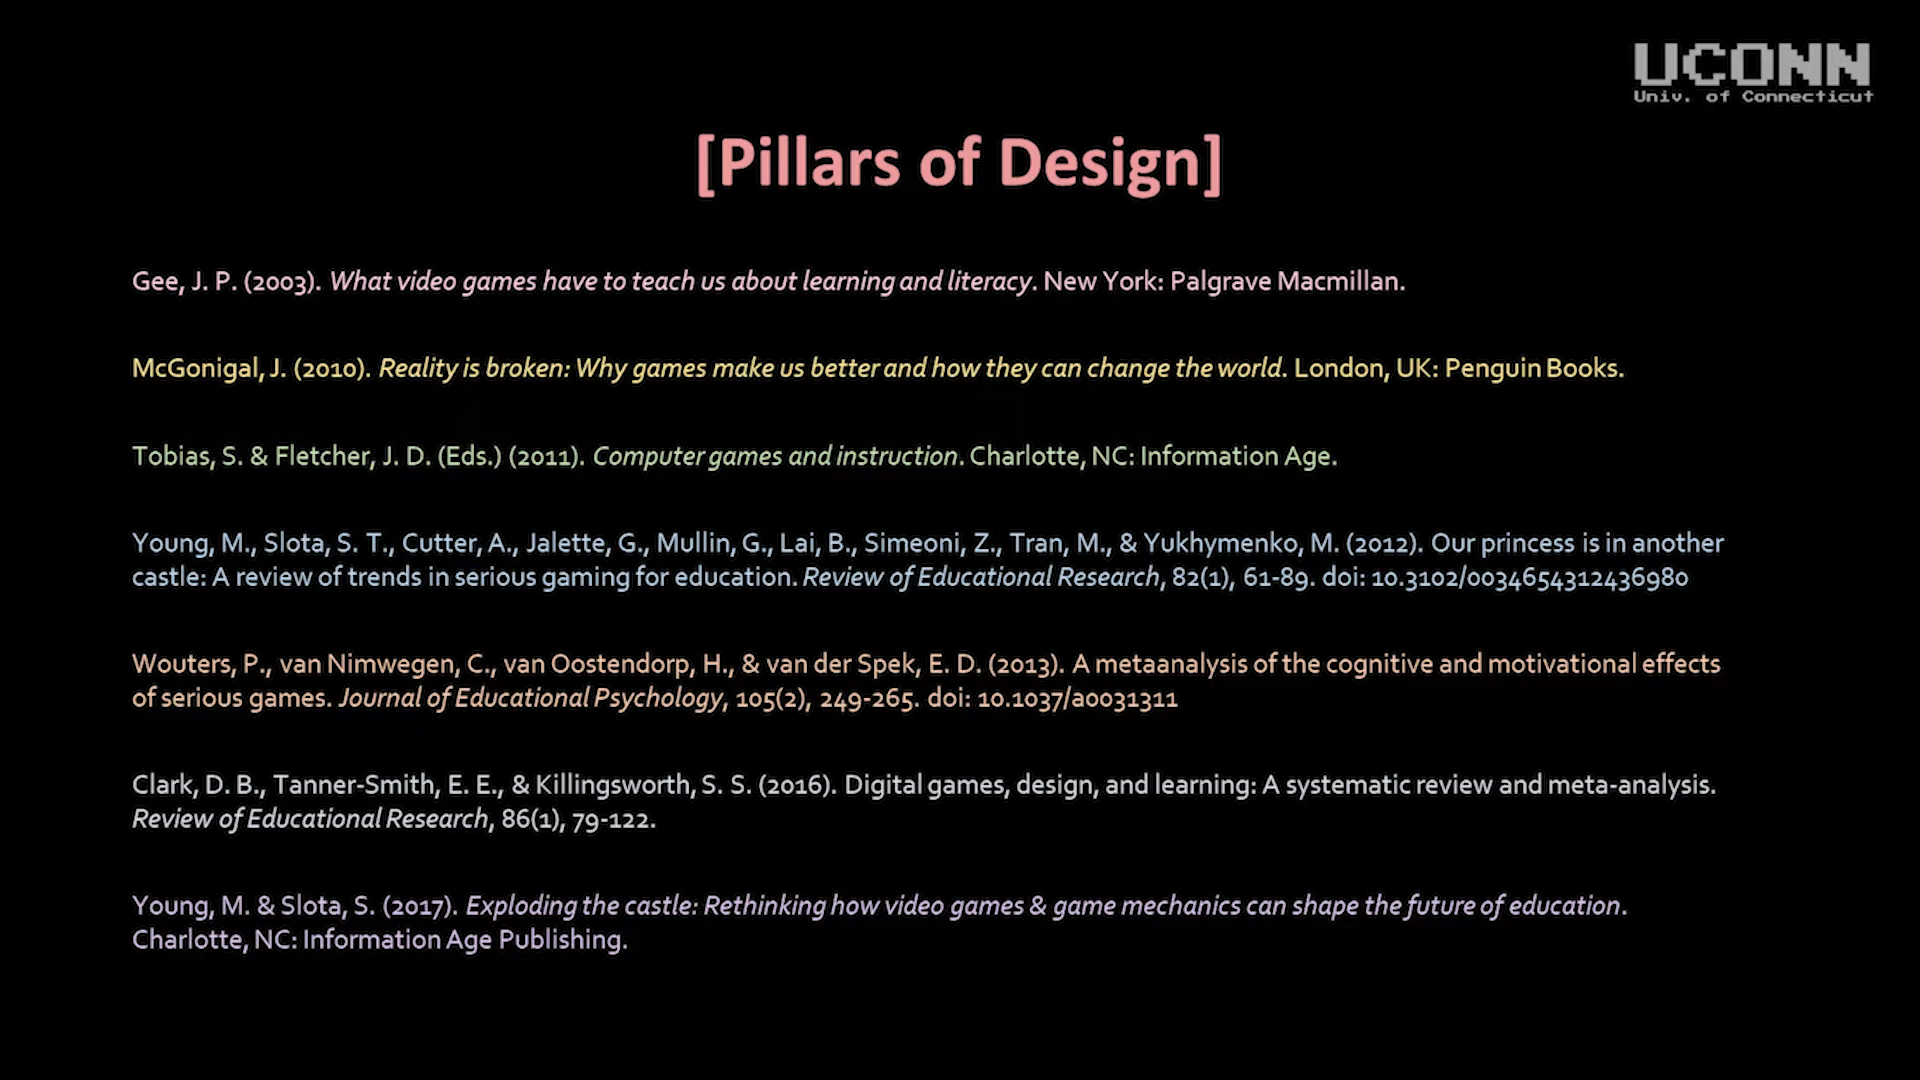 UCONN
Univ. of Connecticut
[Pillars of Design]
Gee, J. P. (2003). What video games have to teach us about learning and literacy. New York: Palgrave Macmillan.
McGonigal, J. (2010). Reality is broken: Why games make us better and how they can change the world. London, UK: Penguin Books.
Tobias, S. & Fletcher, J. D. (Eds.) (2011). Computer games and instruction. Charlotte, NC: Information Age.
Young, M., Slota, S. T., Cutter, A., Jalette, G., Mullin, G., Lai, B., Simeoni, Z., Tran, M., & Yukhymenko, M. (2012). Our princess is in another
castle: A review of trends in serious gaming for education. Review of Educational Research, 82(1), 61-89. doi: 10.3102/0034654312436980
Wouters, P., van Nimwegen, C., van Oostendorp, H., & van der Spek, E. D. (2013). A metaanalysis of the cognitive and motivational effects
of serious games. Journal of Educational Psychology, 105(2), 249-265. doi: 10.1037/a0031311
Clark, D. B., Tanner-Smith, E. E., & Killingsworth, S. S. (2016). Digital games, design, and learning: A systematic review and meta-analysis.
Review of Educational Research, 86(1), 79-122.
Young, M. & Slota, S. (2017). Exploding the castle: Rethinking how video games & game mechanics can shape the future of education.
Charlotte, NC: Information Age Publishing.